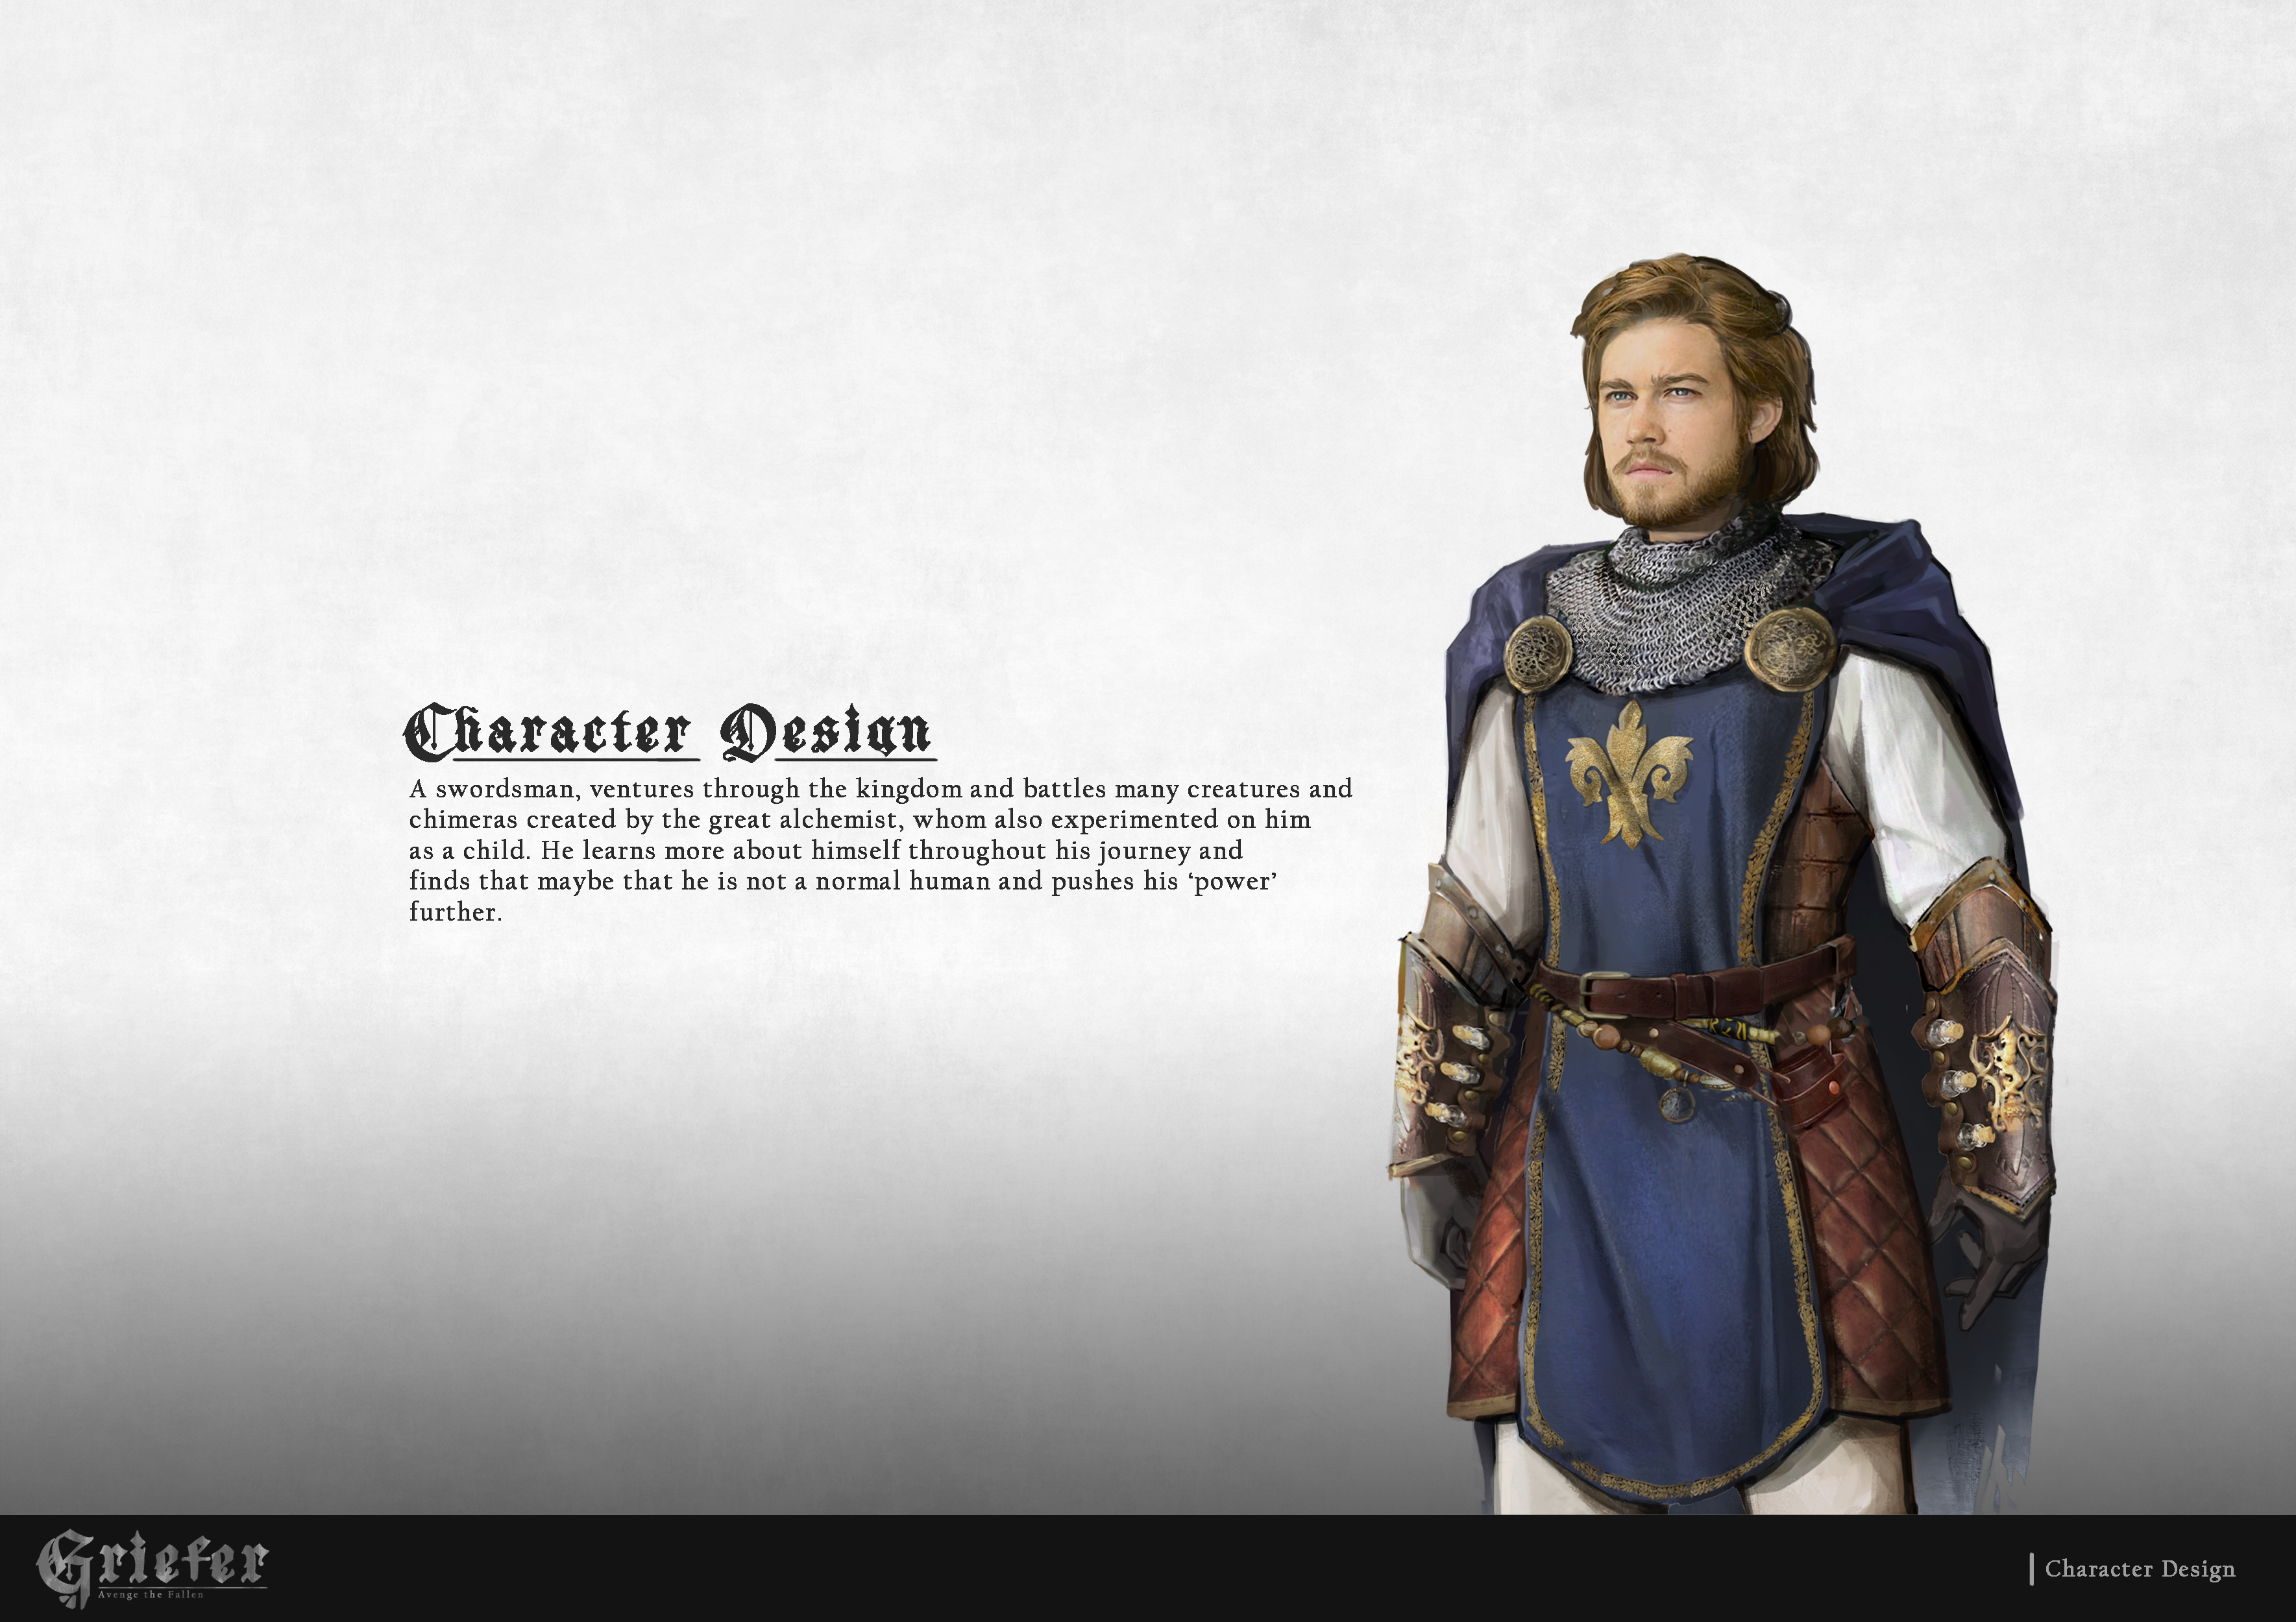 Character Design
A swordsman, ventures through the kingdom and battles many creatures and
chimeras created by the great alchemist, whom also experimented on him
as a child. He learns more about himself throughout his journey and
finds that maybe that he is not a normal human and pushes his ‘power’
further.
Griefer
Avenge the Fallen
Character Design